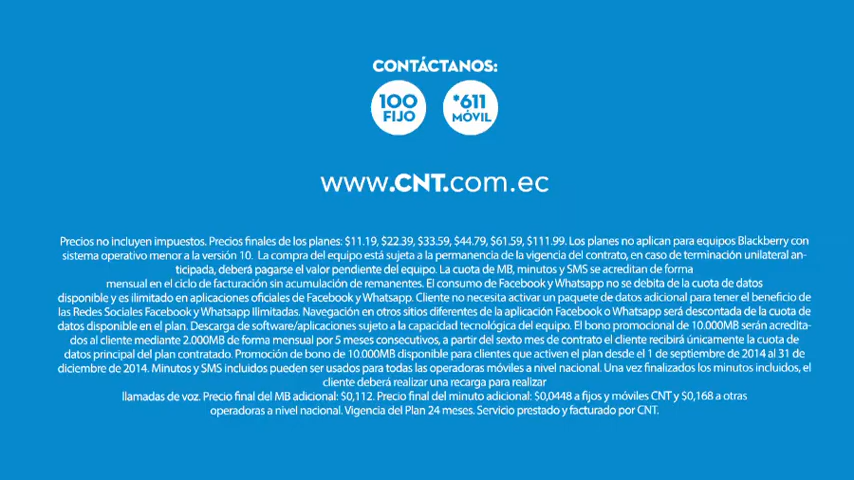 CONTÁCTANOS:
100 FIJO
*611 MÓVIL
www.CNT.com.ec
Precios no incluyen impuestos. Precios finales de los planes: $11.19, $22.39, $33.59, $44.79, $61.59, $111.99. Los planes no aplican para equipos Blackberry con
sistema operativo menor a la versión 10. La compra del equipo está sujeta a la permanencia de la vigencia del contrato, en caso de terminación unilateral an-
ticipada, deberá pagarse el valor pendiente del equipo. La cuota de MB, minutos y SMS se acreditan de forma
mensual en el ciclo de facturación sin acumulación de remanentes. El consumo de Facebook y Whatsapp no se debita de la cuota de datos
disponible y es ilimitado en aplicaciones oficiales de Facebook y Whatsapp. Cliente no necesita activar un paquete de datos adicional para tener el beneficio de
las Redes Sociales Facebook y Whatsapp Ilimitadas. Navegación en otros sitios diferentes de la aplicación Facebook o Whatsapp será descontada de la cuota de
datos disponible en el plan. Descarga de software/aplicaciones sujeto a la capacidad tecnológica del equipo. El bono promocional de 10.000MB serán acredita-
dos al cliente mediante 2.000MB de forma mensual por 5 meses consecutivos, a partir del sexto mes de contrato el cliente recibirá únicamente la cuota de
datos principal del plan contratado. Promoción de bono de 10.000MB disponible para clientes que activen el plan desde el 1 de septiembre de 2014 al 31 de
diciembre de 2014. Minutos y SMS incluidos pueden ser usados para todas las operadoras móviles a nivel nacional. Una vez finalizados los minutos incluidos, el
cliente deberá realizar una recarga para realizar
llamadas de voz. Precio final del MB adicional: $0,112. Precio final del minuto adicional: $0,0448 a fijos y móviles CNT y $0,168 a otras
operadoras a nivel nacional. Vigencia del Plan 24 meses. Servicio prestado y facturado por CNT.